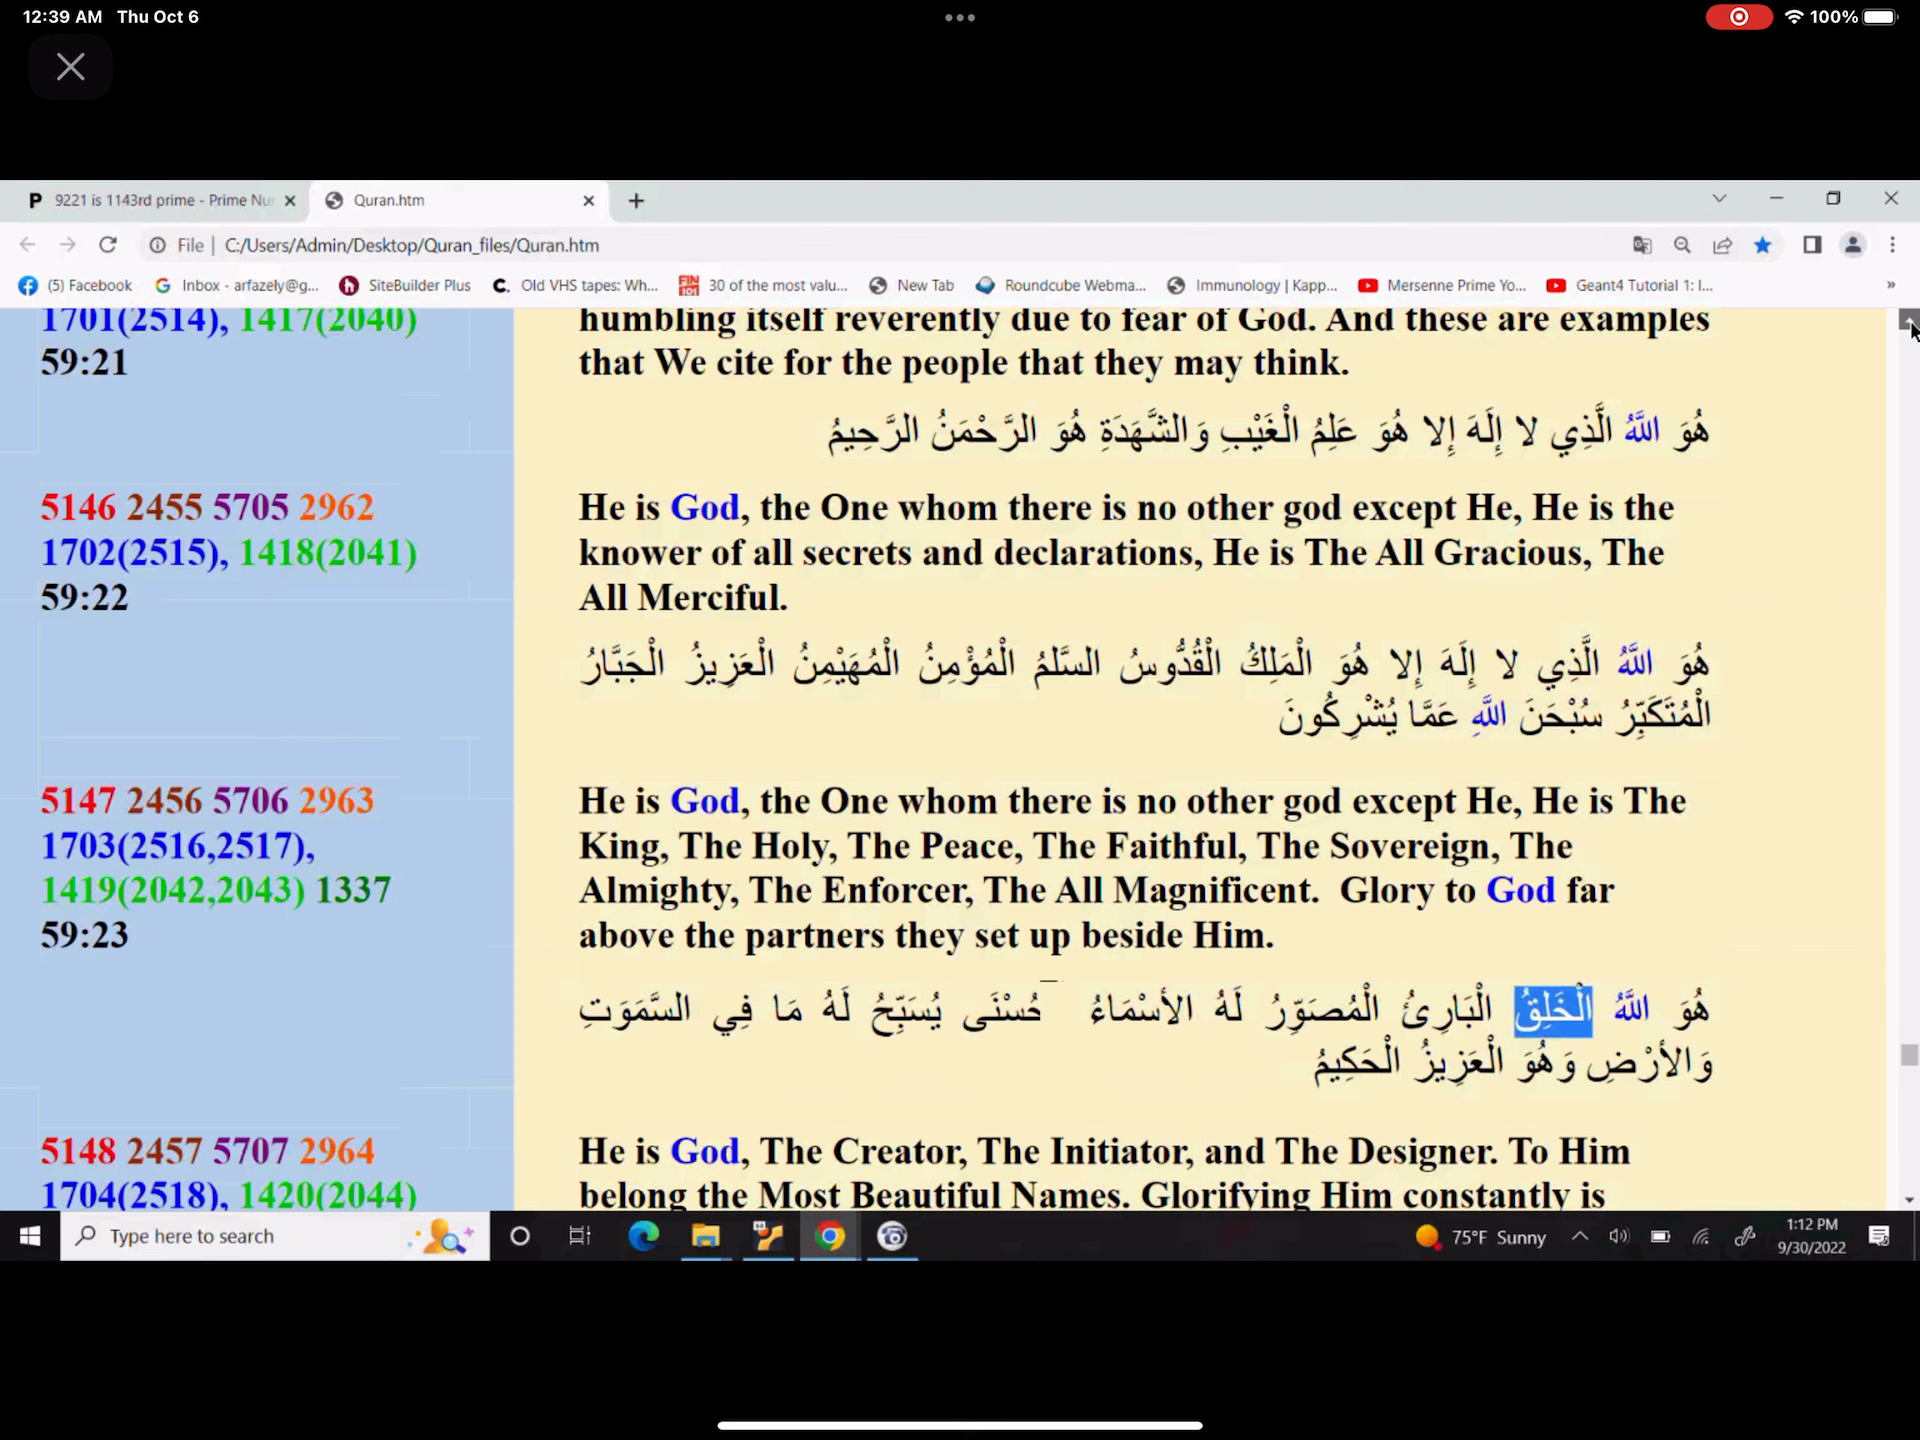 12:39 AM Thu Oct 6
100%
9221 is 1143rd prime - Prime Nu
Quran.htm
File | C:/Users/Admin/Desktop/Quran_files/Quran.htm
(5) Facebook
Inbox - arfazely@g...
SiteBuilder Plus
Old VHS tapes: Wh...
30 of the most valu...
New Tab
Roundcube Webma...
Immunology | Kapp...
Mersenne Prime Yo...
Geant4 Tutorial 1: I...
»
1701(2514), 1417(2040)
59:21
humbling itself reverently due to fear of God. And these are examples
that We cite for the people that they may think.
هُوَ اللَّهُ الَّذِي لا إِلَهَ إِلا هُوَ عَلِمُ الْغَيْبِ وَالشَّهَدَةِ هُوَ الرَّحْمَنُ الرَّحِيمُ
5146 2455 5705 2962
1702(2515), 1418(2041)
59:22
He is God, the One whom there is no other god except He, He is the
knower of all secrets and declarations, He is The All Gracious, The
All Merciful.
هُوَ اللَّهُ الَّذِي لا إِلَهَ إِلا هُوَ الْمَلِكُ الْقُدُّوسُ السَّلمُ الْمُؤْمِنُ الْمُهَيْمِنُ الْعَزِيزُ الْجَبَّارُ
الْمُتَكَبِّرُ سُبْحَنَ اللَّهِ عَمَّا يُشْرِكُونَ
5147 2456 5706 2963
1703(2516,2517),
1419(2042,2043) 1337
59:23
He is God, the One whom there is no other god except He, He is The
King, The Holy, The Peace, The Faithful, The Sovereign, The
Almighty, The Enforcer, The All Magnificent. Glory to God far
above the partners they set up beside Him.
هُوَ اللَّهُ الْخَلِقُ الْبَارِئُ الْمُصَوِّرُ لَهُ الأَسْمَاءُ حُسْنَى يُسَبِّحُ لَهُ مَا فِي السَّمَوَتِ
وَالأَرْضِ وَهُوَ الْعَزِيزُ الْحَكِيمُ
5148 2457 5707 2964
1704(2518), 1420(2044)
He is God, The Creator, The Initiator, and The Designer. To Him
belong the Most Beautiful Names. Glorifying Him constantly is
Type here to search
75°F Sunny
1:12 PM
9/30/2022